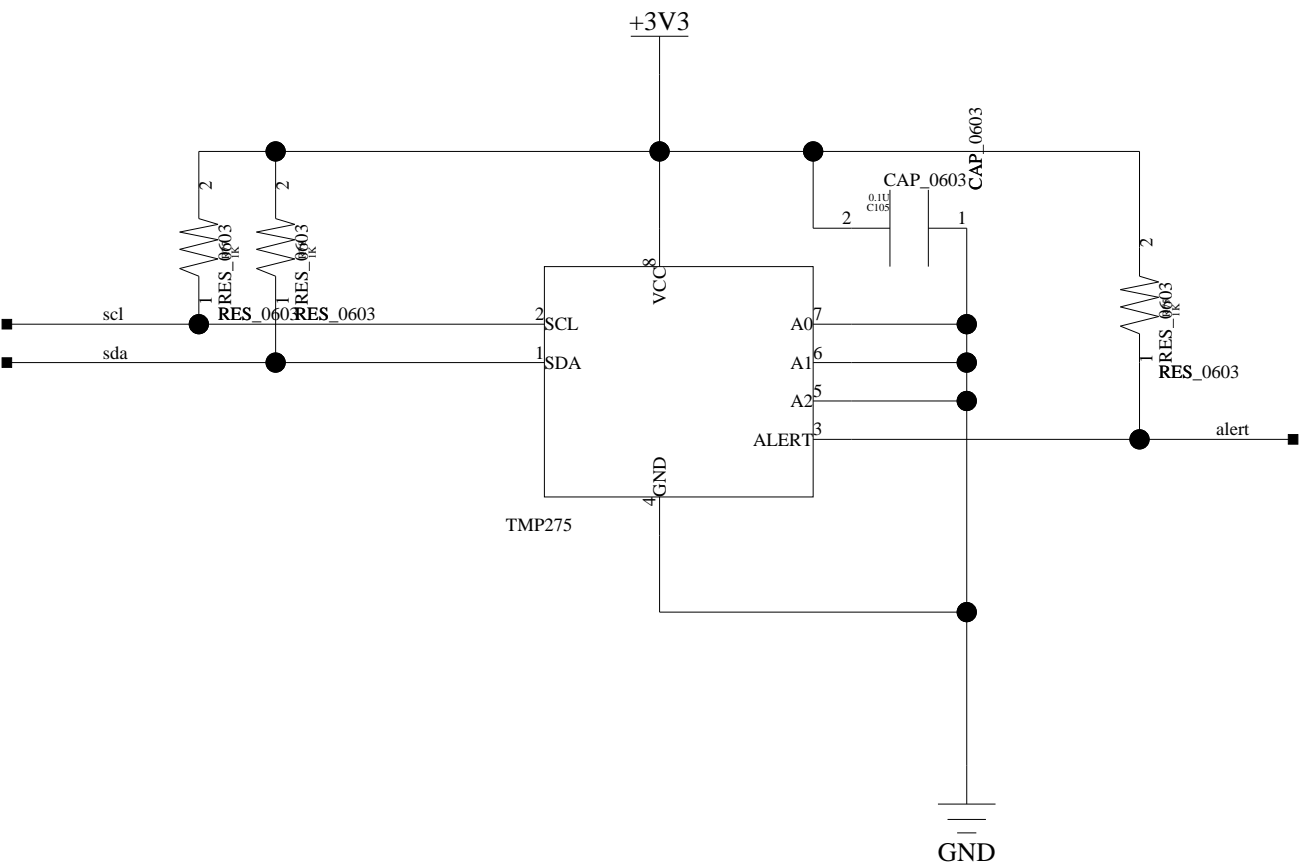 +3V3
CAP_0603
CAP_0603
0.1U
C105
2
1
2
2
RES_0603
1K
RES_0603
1K
1
1
RES_0603
RES_0603
2
RES_0603
1K
1
RES_0603
scl
sda
2
SCL
1
SDA
8
VCC
A0
7
A1
6
A2
5
ALERT
3
alert
GND
4
TMP275
GND